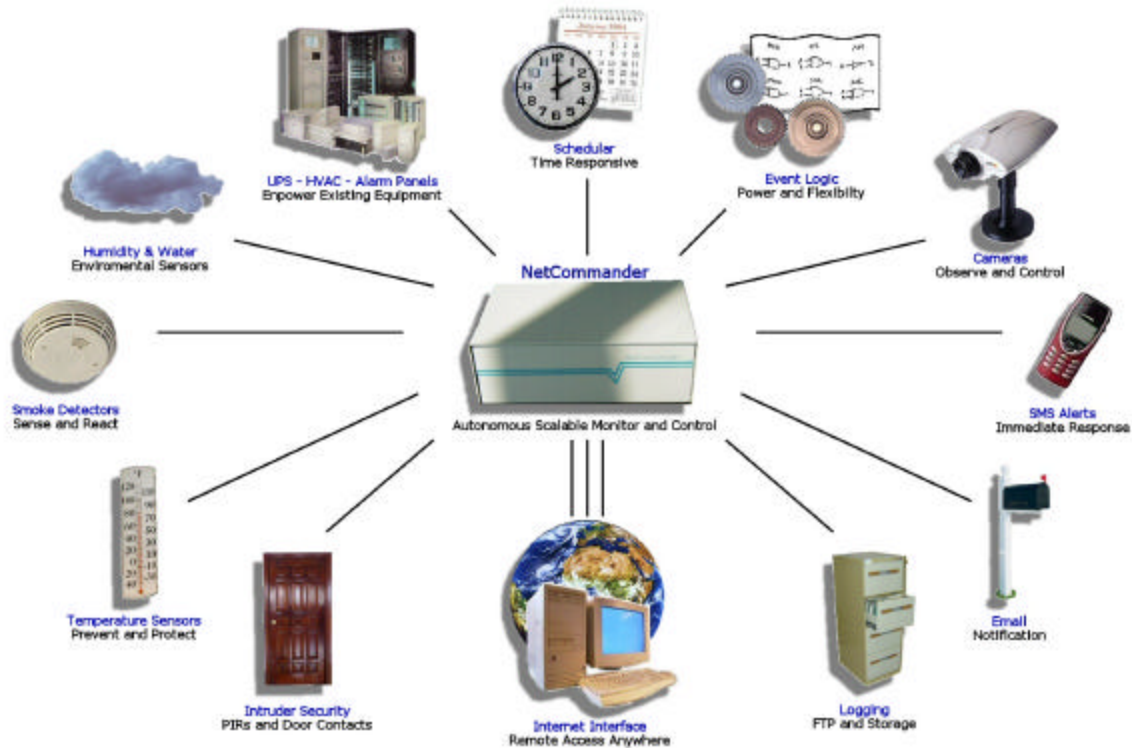 UPS - HVAC - Alarm Panels
Enpower Existing Equipment
Schedular
Time Responsive
Event Logic
Power and Flexibilty
Humidity & Water
Enviromental Sensors
Cameras
Observe and Control
NetCommander
Autonomous Scalable Monitor and Control
Smoke Detectors
Sense and React
SMS Alerts
Immediate Response
Temperature Sensors
Prevent and Protect
Intruder Security
PIRs and Door Contacts
Internet Interface
Remote Access Anywhere
Logging
FTP and Storage
Email
Notification